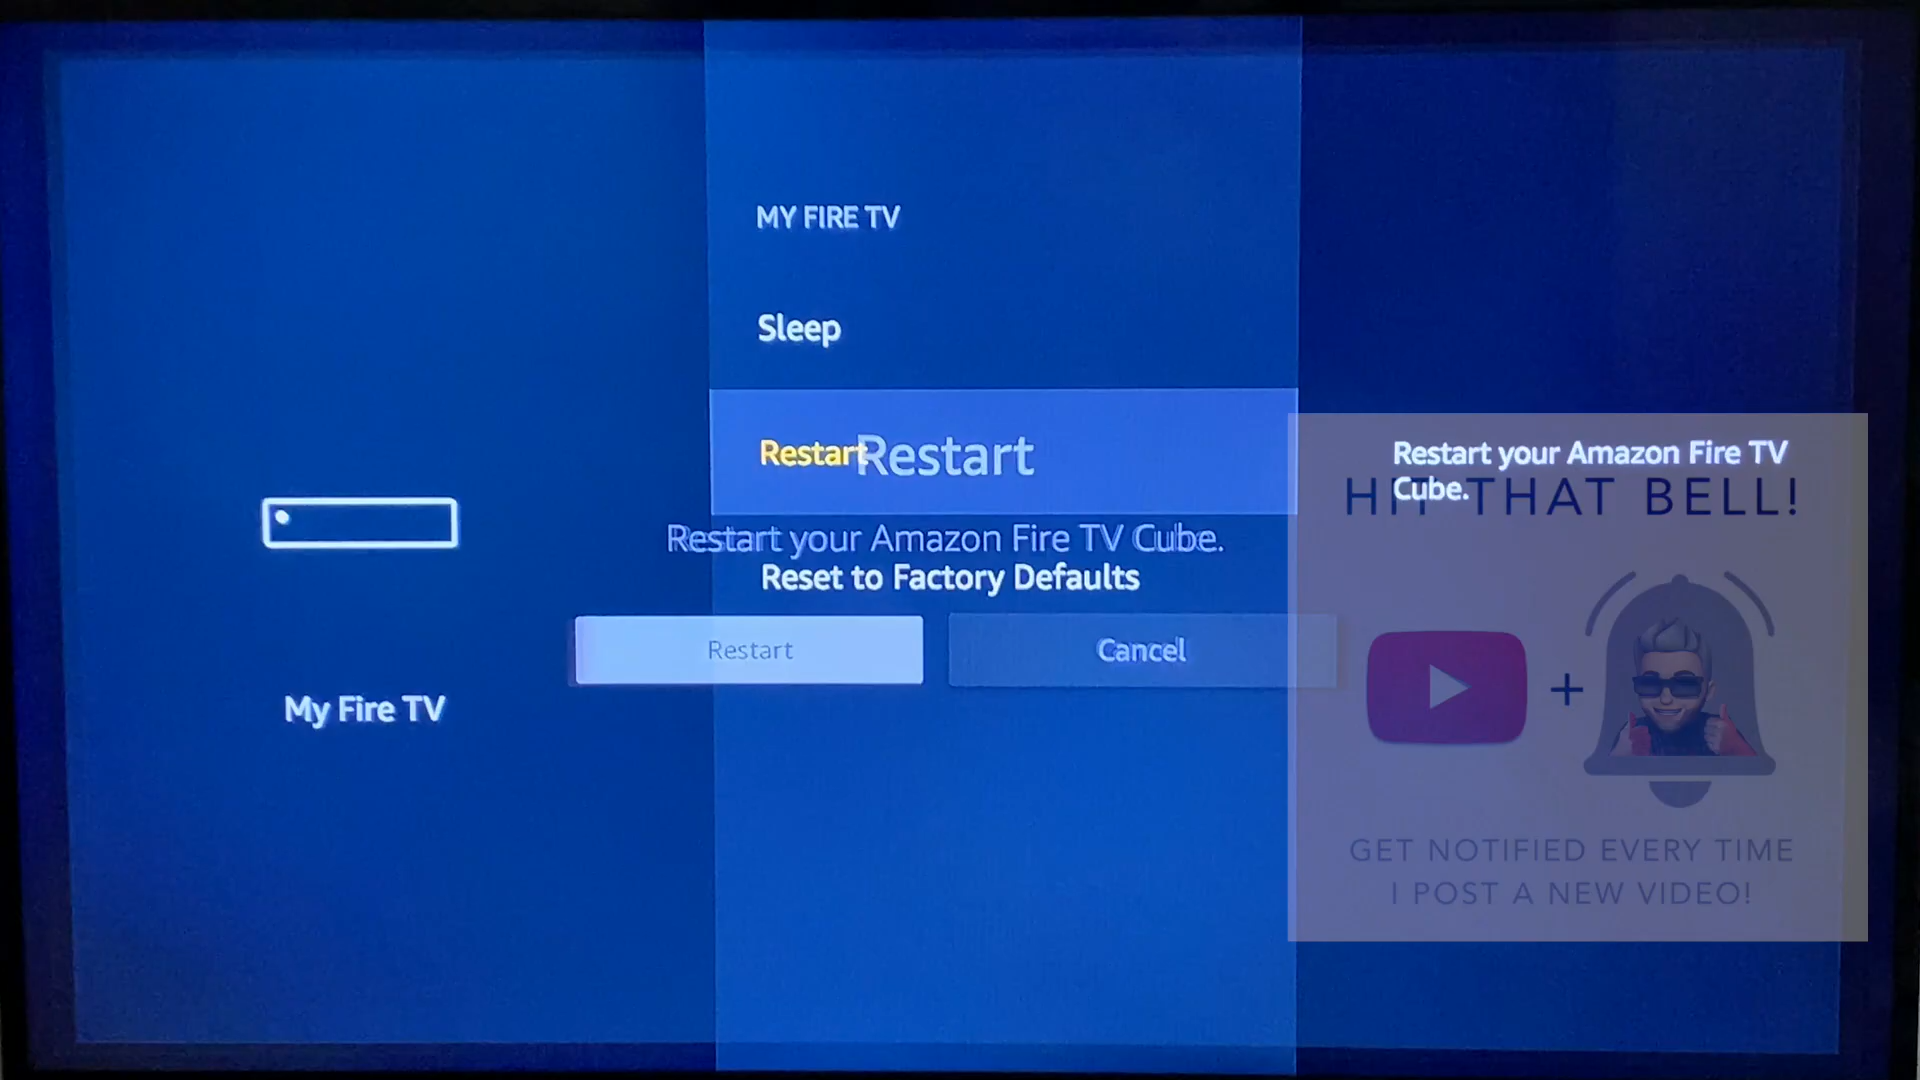 MY FIRE TV
Sleep
Restart
Restart
Restart your Amazon Fire TV
Cube.
HIT THAT BELL!
Restart your Amazon Fire TV Cube.
Reset to Factory Defaults
Restart
Cancel
My Fire TV
GET NOTIFIED EVERY TIME
I POST A NEW VIDEO!